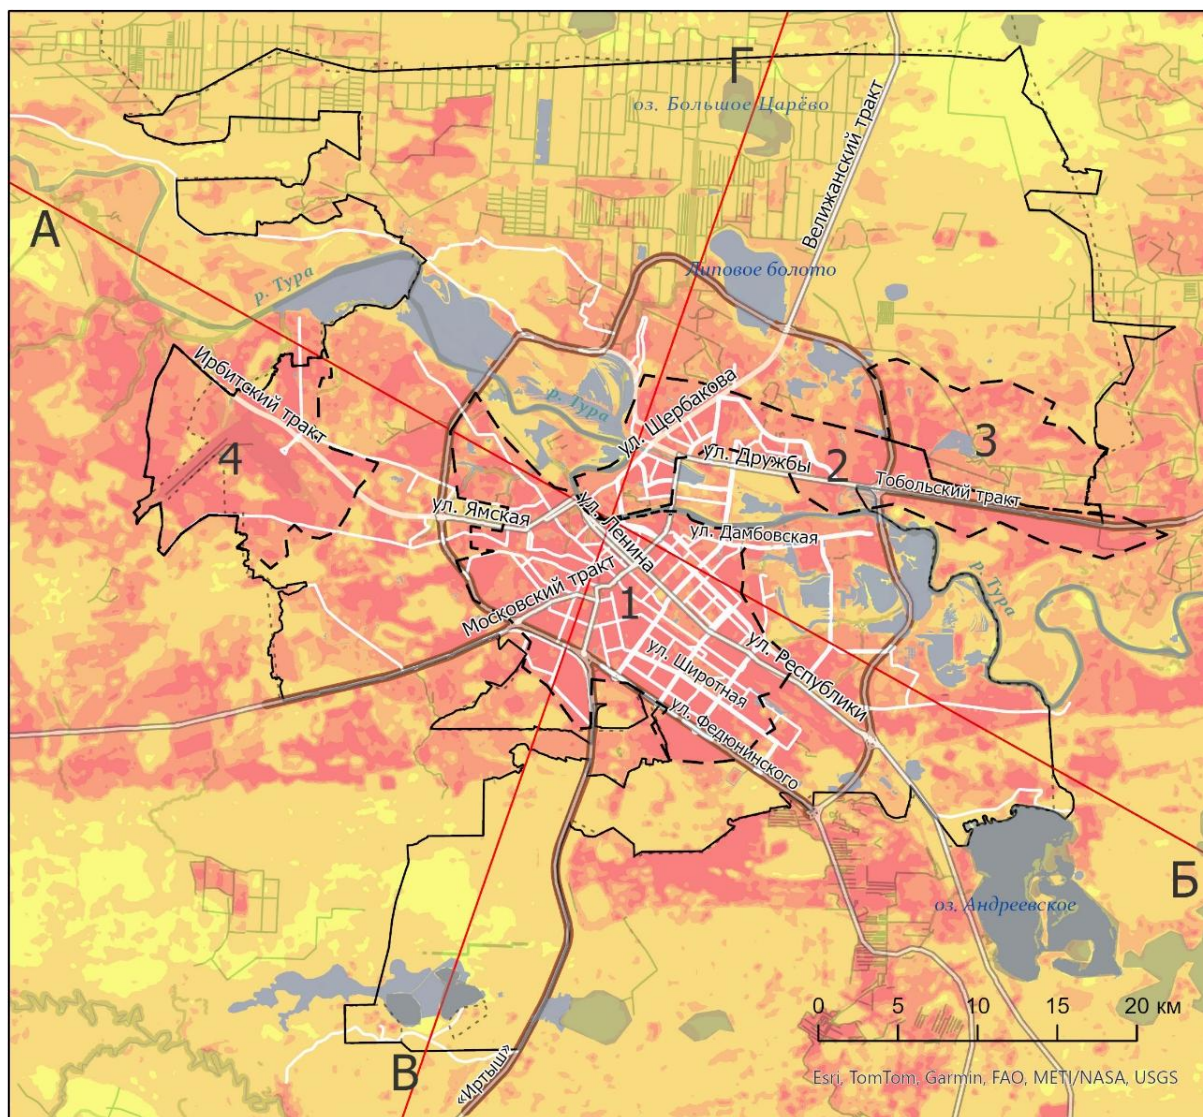 Г
оз. Большое Царёво
Велижанский тракт
А
Липовое болото
р. Тура
Ирбитский тракт
р. Тура
ул. Щербакова
4
3
ул. Дружбы
2
Тобольский тракт
ул. Ямская
ул. Ленина
ул. Дамбовская
р. Тура
Московский тракт
1
ул. Широтная
ул. Республики
ул. Федюнинского
Б
оз. Андреевское
0 5 10 15 20 км
В
«Иртыш»
Esri, TomTom, Garmin, FAO, METI/NASA, USGS